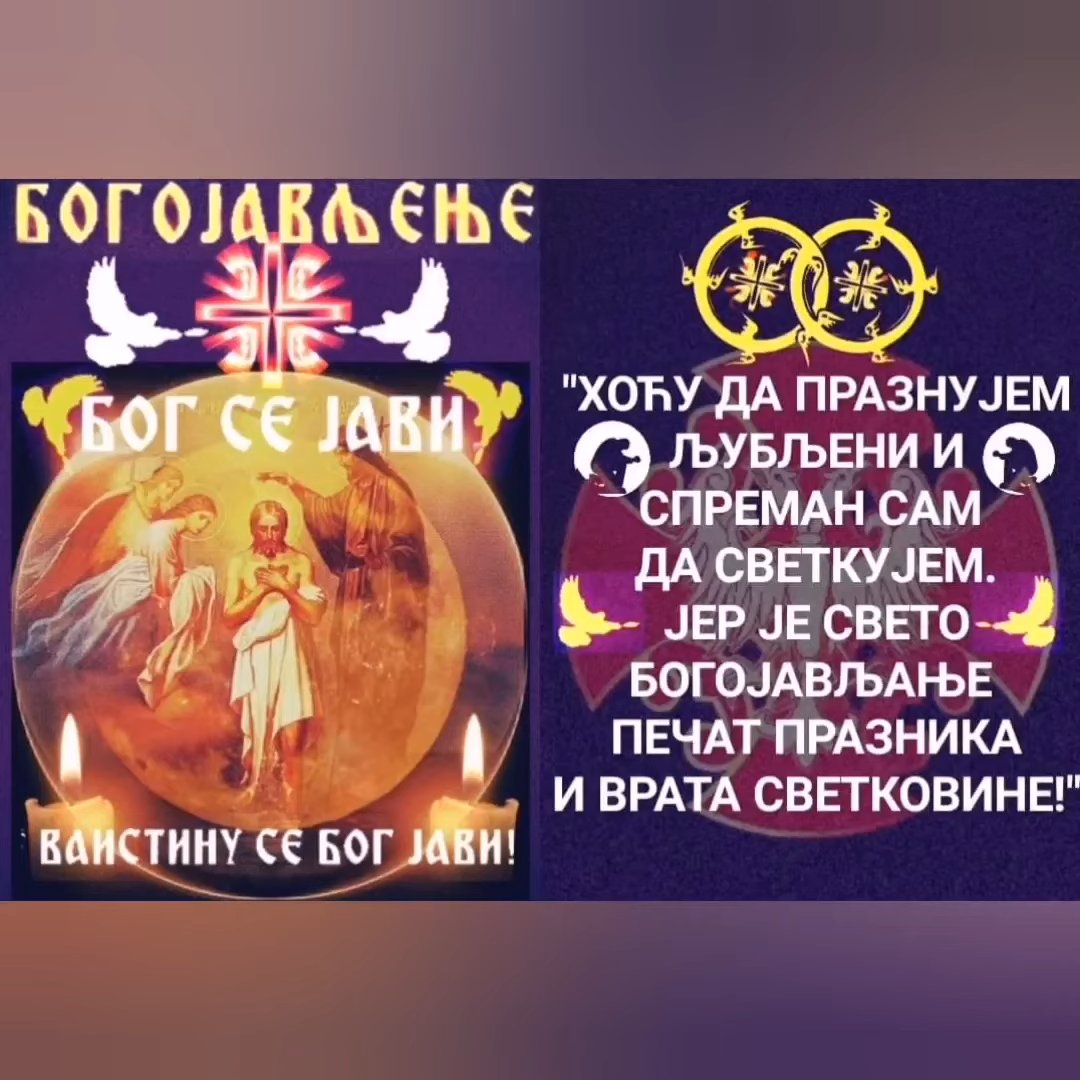 БОГОЈАВЉЕЊЕ
БОГ СЕ ЈАВИ
ВАИСТИНУ СЕ БОГ ЈАВИ!
"ХОЋУ ДА ПРАЗНУЈЕМ
ЉУБЉЕНИ И
СПРЕМАН САМ
ДА СВЕТКУЈЕМ.
ЈЕР ЈЕ СВЕТО
БОГОЈАВЉАЊЕ
ПЕЧАТ ПРАЗНИКА
И ВРАТА СВЕТКОВИНЕ!"